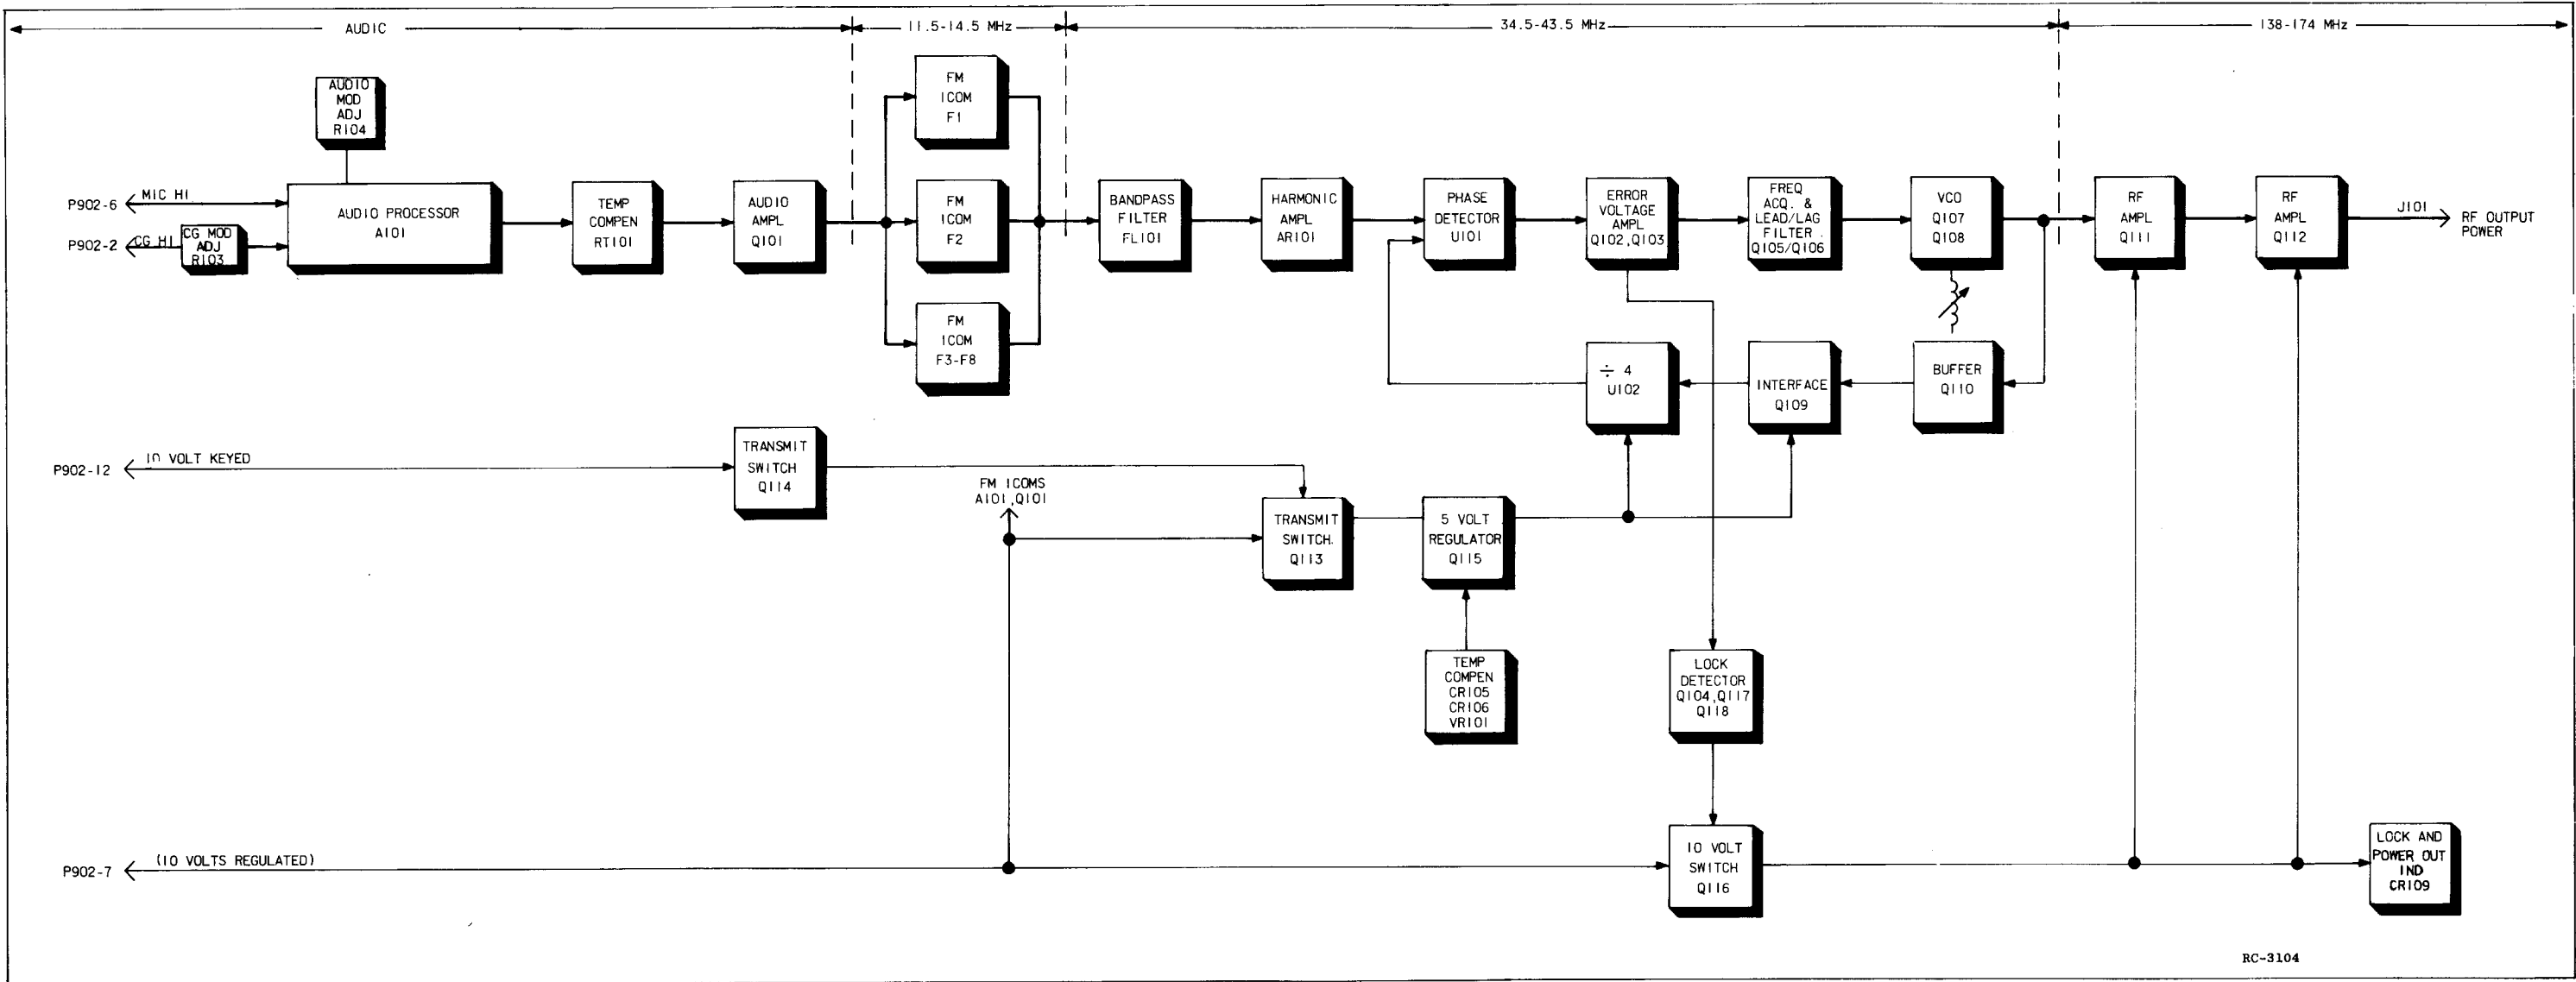 AUDIO
11.5-14.5 MHz
34.5-43.5 MHz
138-174 MHz
AUDIO
MOD
ADJ
R104
FM
ICOM
F1
P902-6
MIC HI
P902-2
CG HI
CG MOD
ADJ
R103
AUDIO PROCESSOR
A101
TEMP
COMPEN
RT101
AUDIO
AMPL
Q101
FM
ICOM
F2
BANDPASS
FILTER
FL101
HARMONIC
AMPL
AR101
PHASE
DETECTOR
U101
ERROR
VOLTAGE
AMPL
Q102,Q103
FREQ
ACQ. &
LEAD/LAG
FILTER
Q105/Q106
VCO
Q107
Q108
RF
AMPL
Q111
RF
AMPL
Q112
J101
RF OUTPUT
POWER
FM
ICOM
F3-F8
÷ 4
U102
INTERFACE
Q109
BUFFER
Q110
P902-12
10 VOLT KEYED
TRANSMIT
SWITCH
Q114
FM ICOMS
A101,Q101
TRANSMIT
SWITCH.
Q113
5 VOLT
REGULATOR
Q115
TEMP
COMPEN
CR105
CR106
VR101
LOCK
DETECTOR
Q104,Q117
Q118
P902-7
(10 VOLTS REGULATED)
10 VOLT
SWITCH
Q116
LOCK AND
POWER OUT
IND
CR109
RC-3104